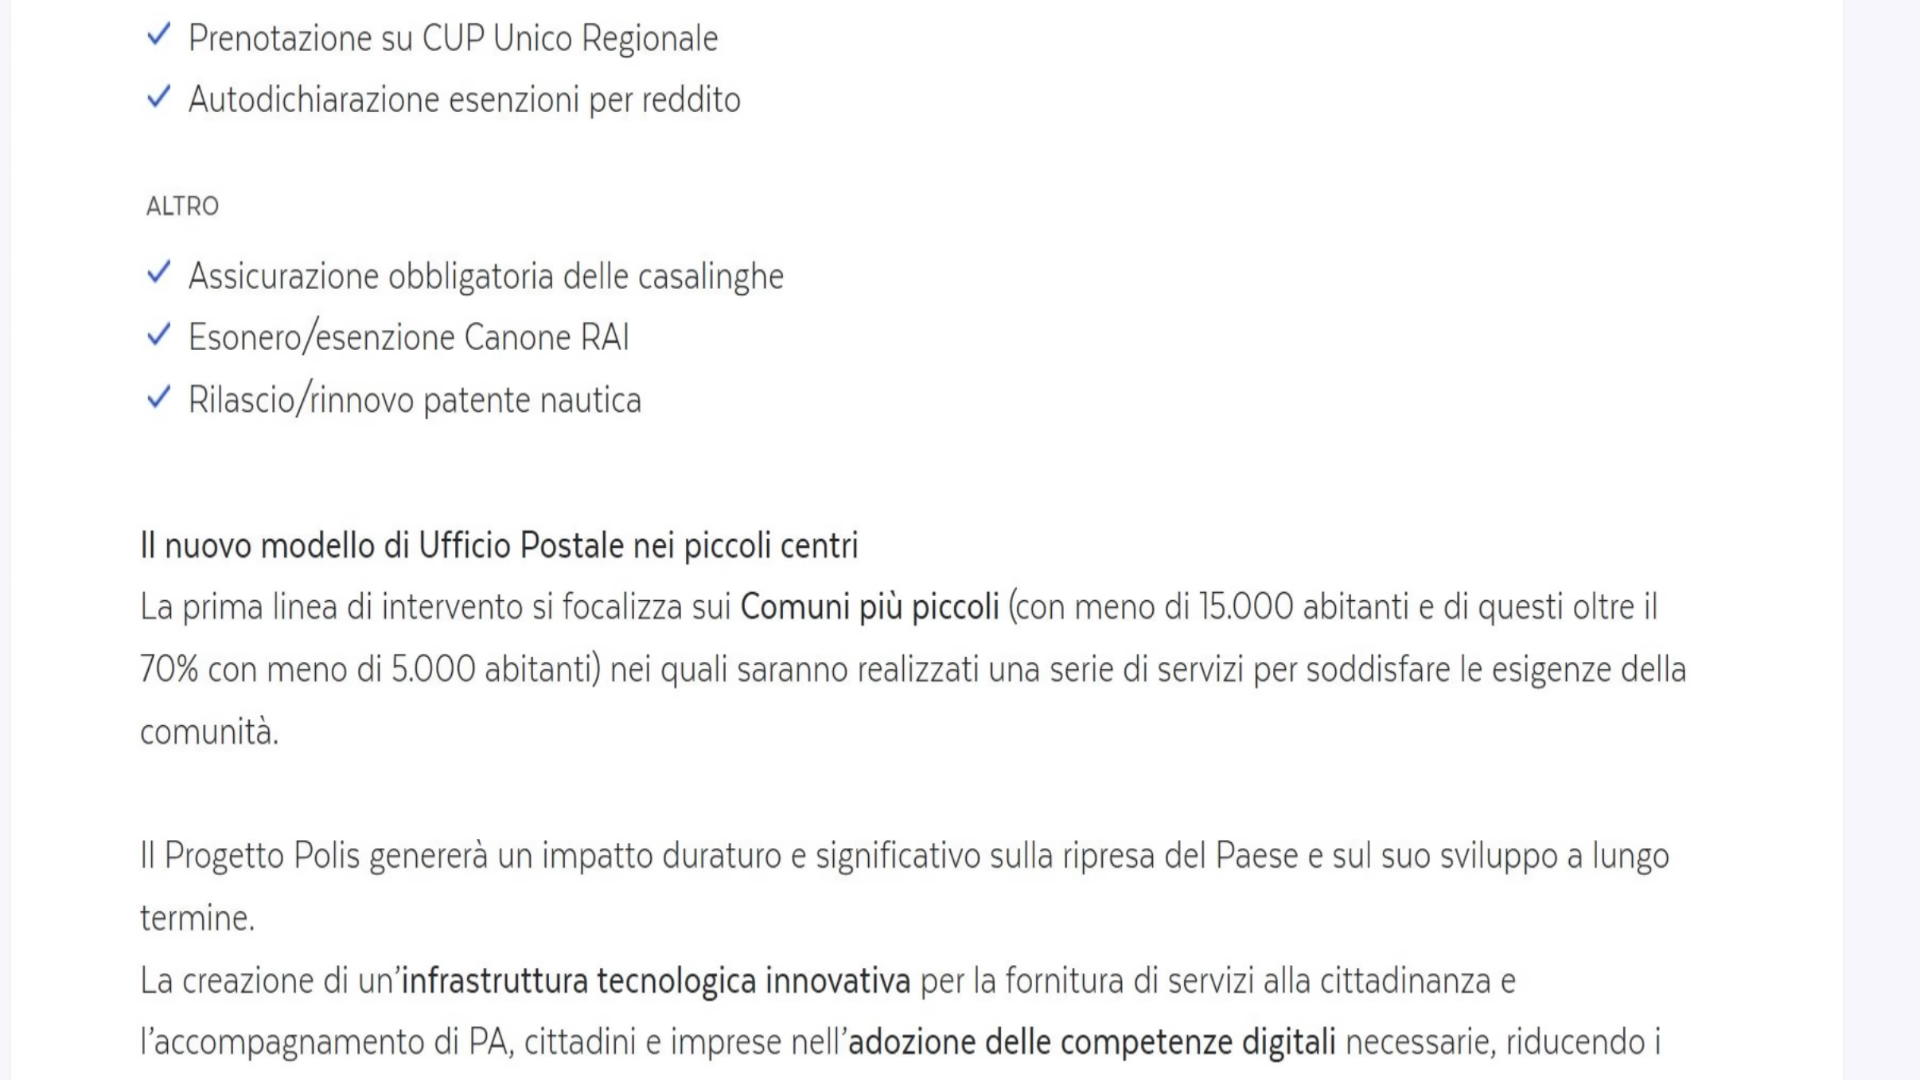 Prenotazione su CUP Unico Regionale
Autodichiarazione esenzioni per reddito
ALTRO
Assicurazione obbligatoria delle casalinghe
Esonero/esenzione Canone RAI
Rilascio/rinnovo patente nautica
Il nuovo modello di Ufficio Postale nei piccoli centri
La prima linea di intervento si focalizza sui Comuni più piccoli (con meno di 15.000 abitanti e di questi oltre il
70% con meno di 5.000 abitanti) nei quali saranno realizzati una serie di servizi per soddisfare le esigenze della
comunità.
Il Progetto Polis genererà un impatto duraturo e significativo sulla ripresa del Paese e sul suo sviluppo a lungo
termine.
La creazione di un’infrastruttura tecnologica innovativa per la fornitura di servizi alla cittadinanza e
l’accompagnamento di PA, cittadini e imprese nell’adozione delle competenze digitali necessarie, riducendo i